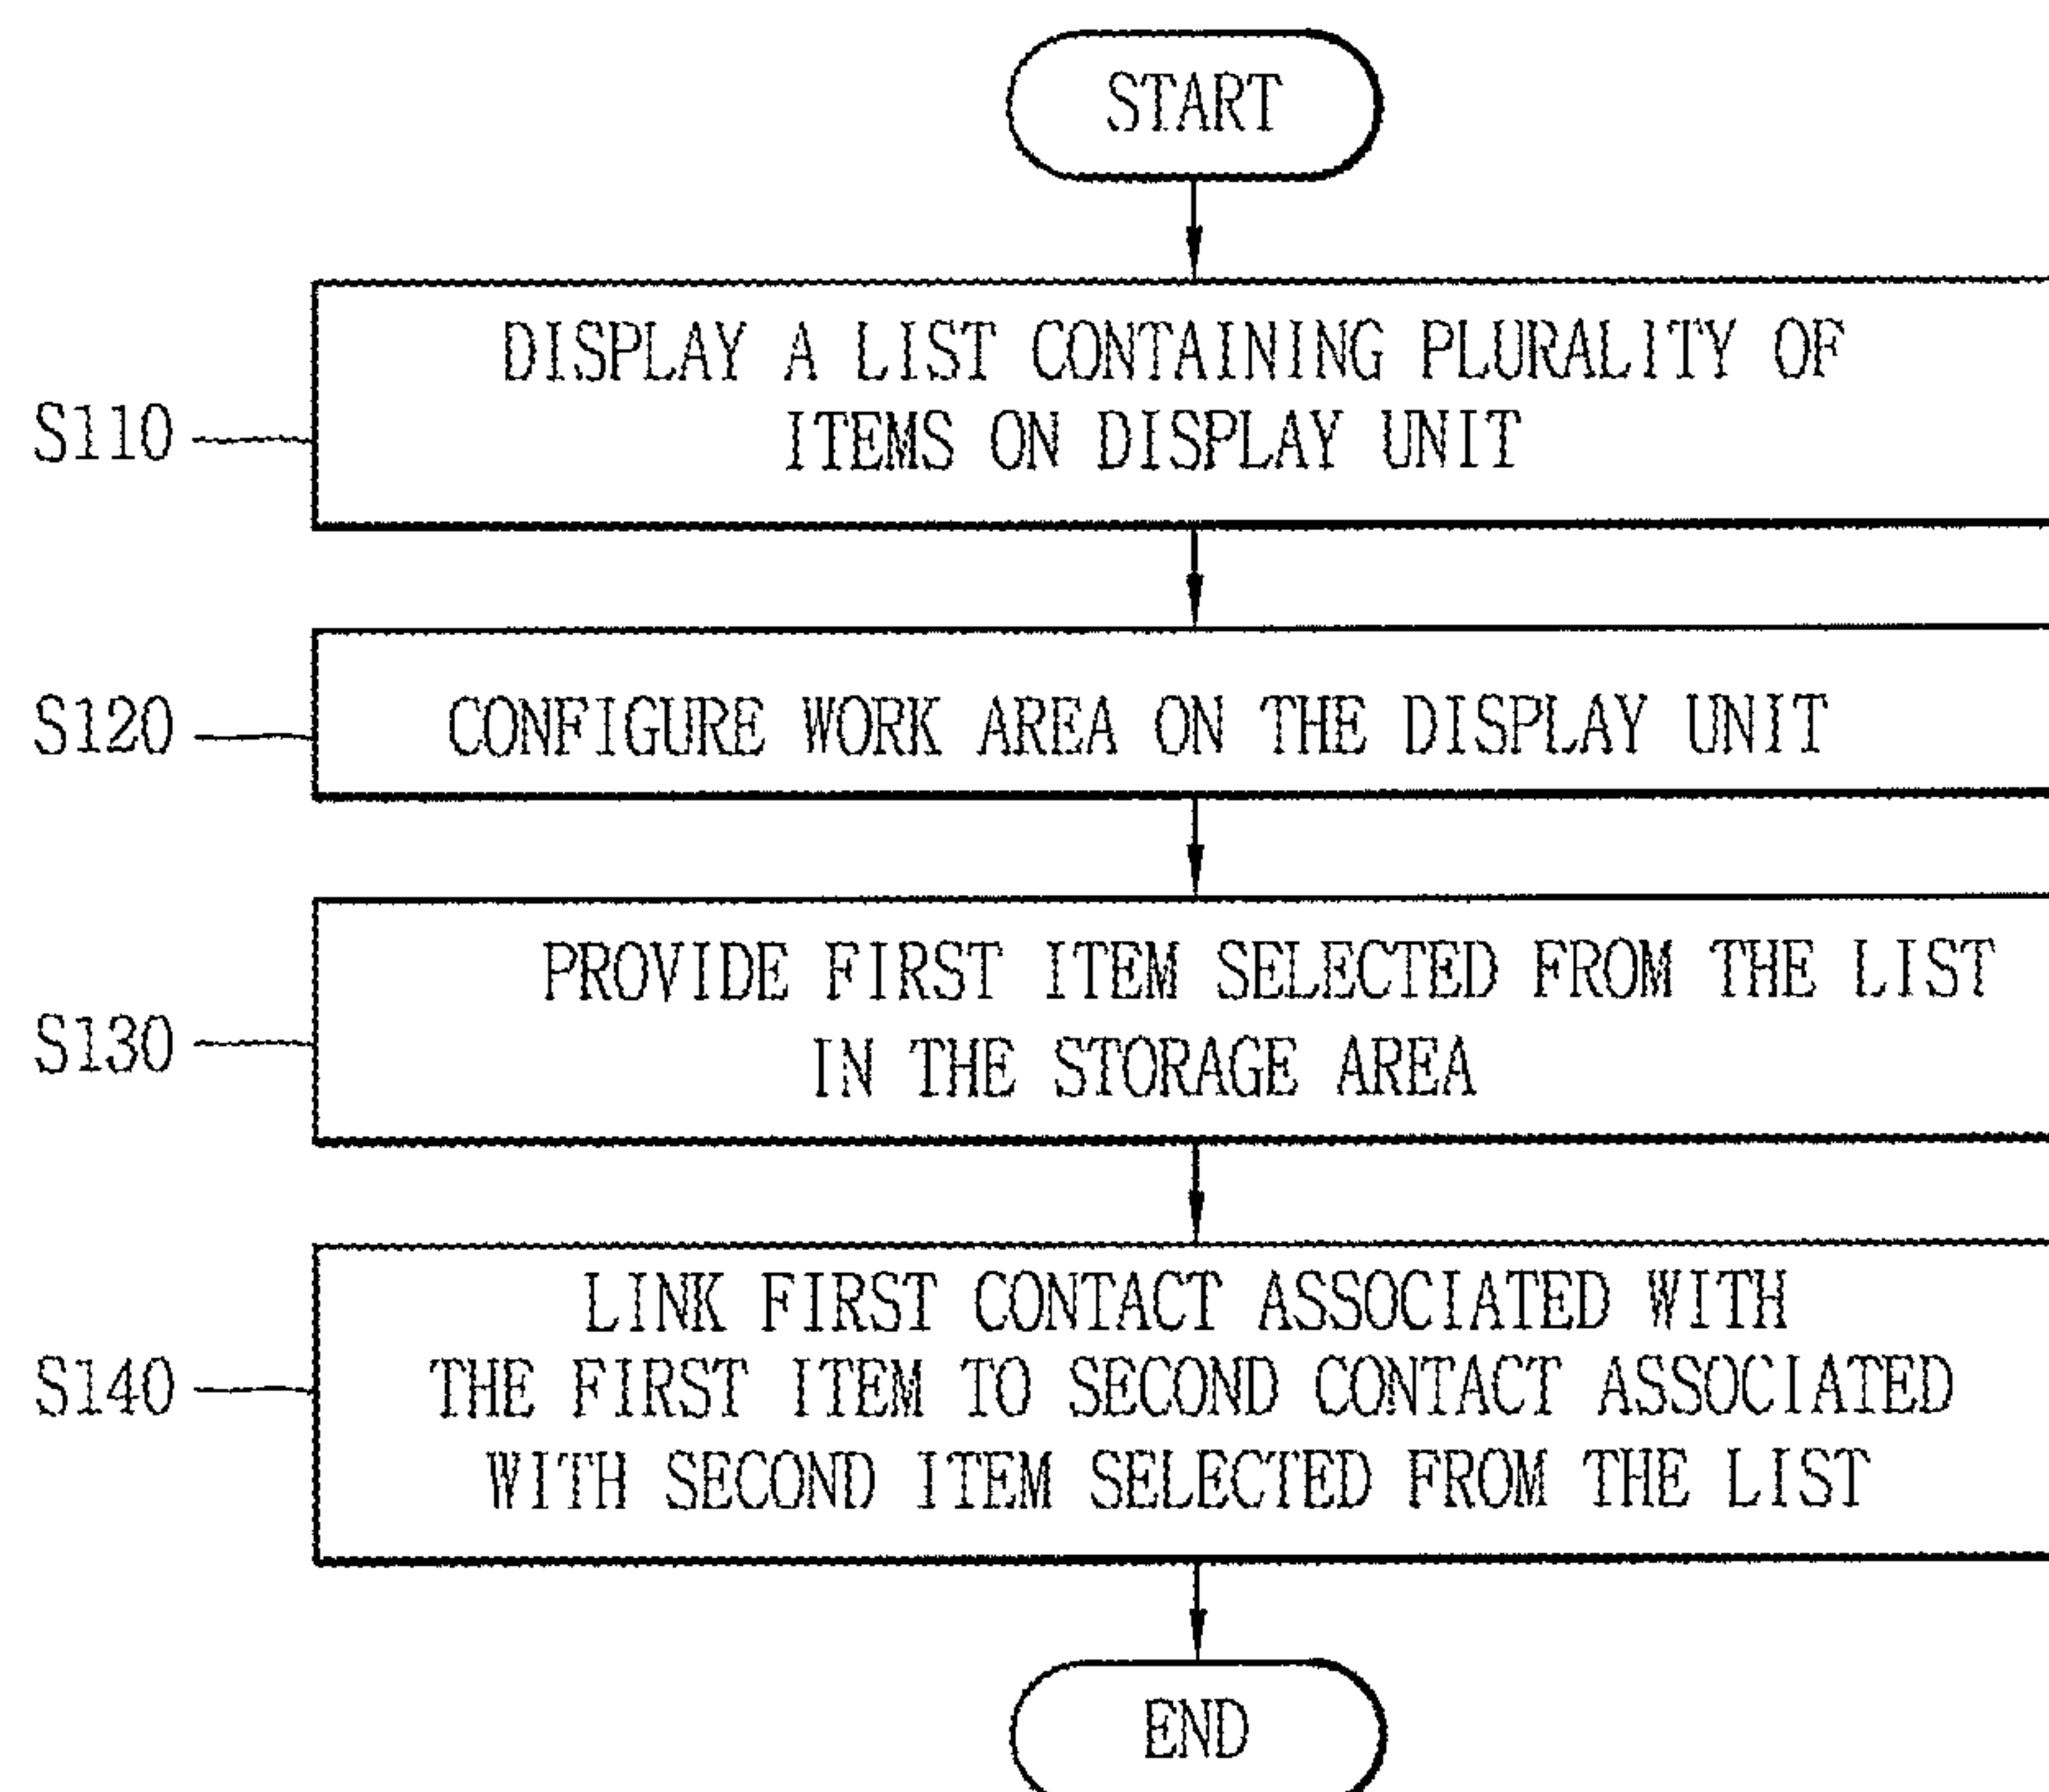 START
DISPLAY A LIST CONTAINING PLURALITY OF
ITEMS ON DISPLAY UNIT
S110
S120
CONFIGURE WORK AREA ON THE DISPLAY UNIT
PROVIDE FIRST ITEM SELECTED FROM THE LIST
IN THE STORAGE AREA
S130
LINK FIRST CONTACT ASSOCIATED WITH
THE FIRST ITEM TO SECOND CONTACT ASSOCIATED
WITH SECOND ITEM SELECTED FROM THE LIST
S140
END